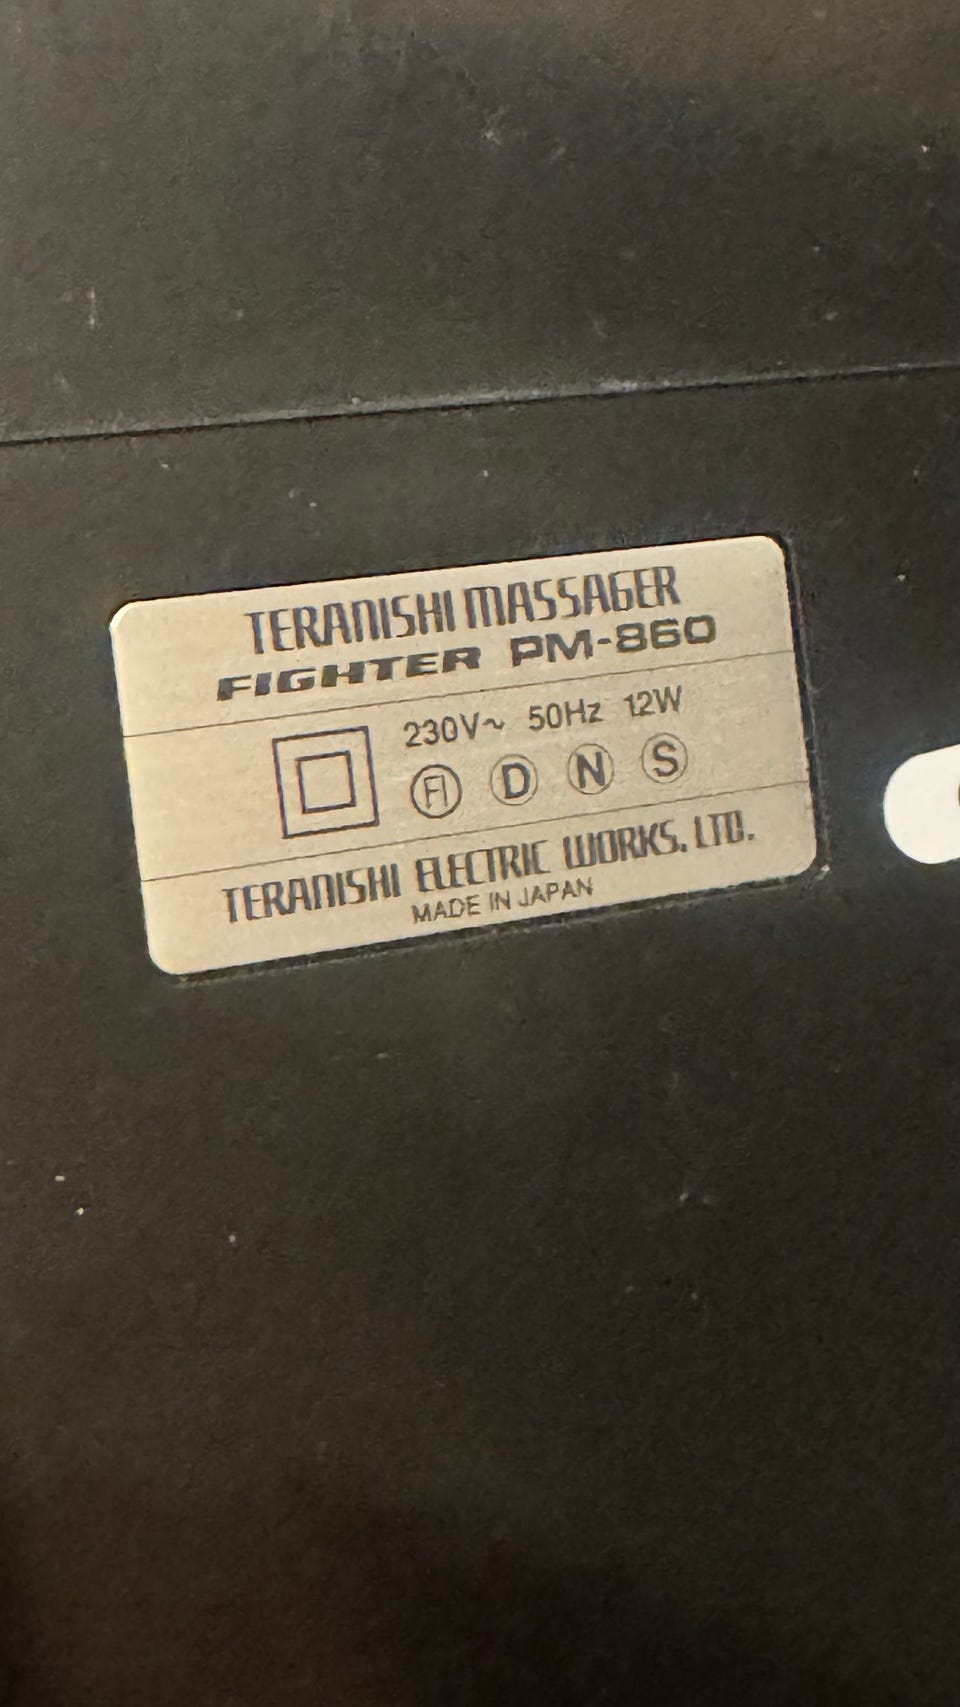 TERANISHI MASSAGER
FIGHTER PM-860
230V~ 50Hz 12W
FI D N S
TERANISHI ELECTRIC WORKS. LTD.
MADE IN JAPAN